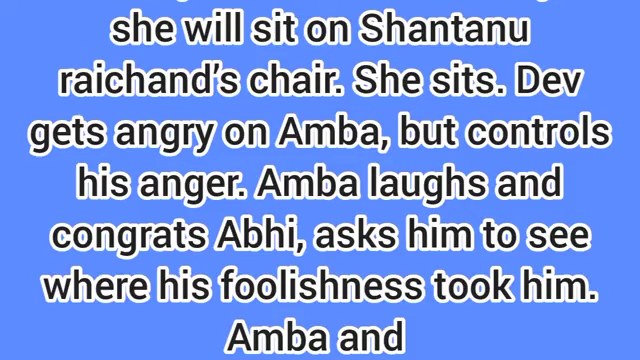 she will sit on Shantanu
raichand's chair. She sits. Dev
gets angry on Amba, but controls
his anger. Amba laughs and
congrats Abhi, asks him to see
where his foolishness took him.
Amba and